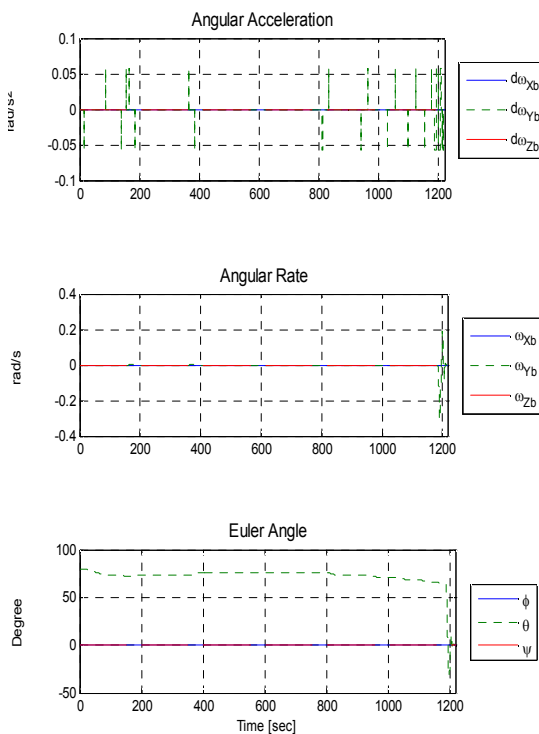 Angular Acceleration
0.1
0.05
0
-0.05
-0.1
rad/s2
0 200 400 600 800 1000 1200
dωXb
dωYb
dωZb
Angular Rate
0.4
0.2
0
-0.2
-0.4
rad/s
0 200 400 600 800 1000 1200
ωXb
ωYb
ωZb
Euler Angle
100
50
0
-50
Degree
0 200 400 600 800 1000 1200
Time [sec]
ϕ
θ
ψ